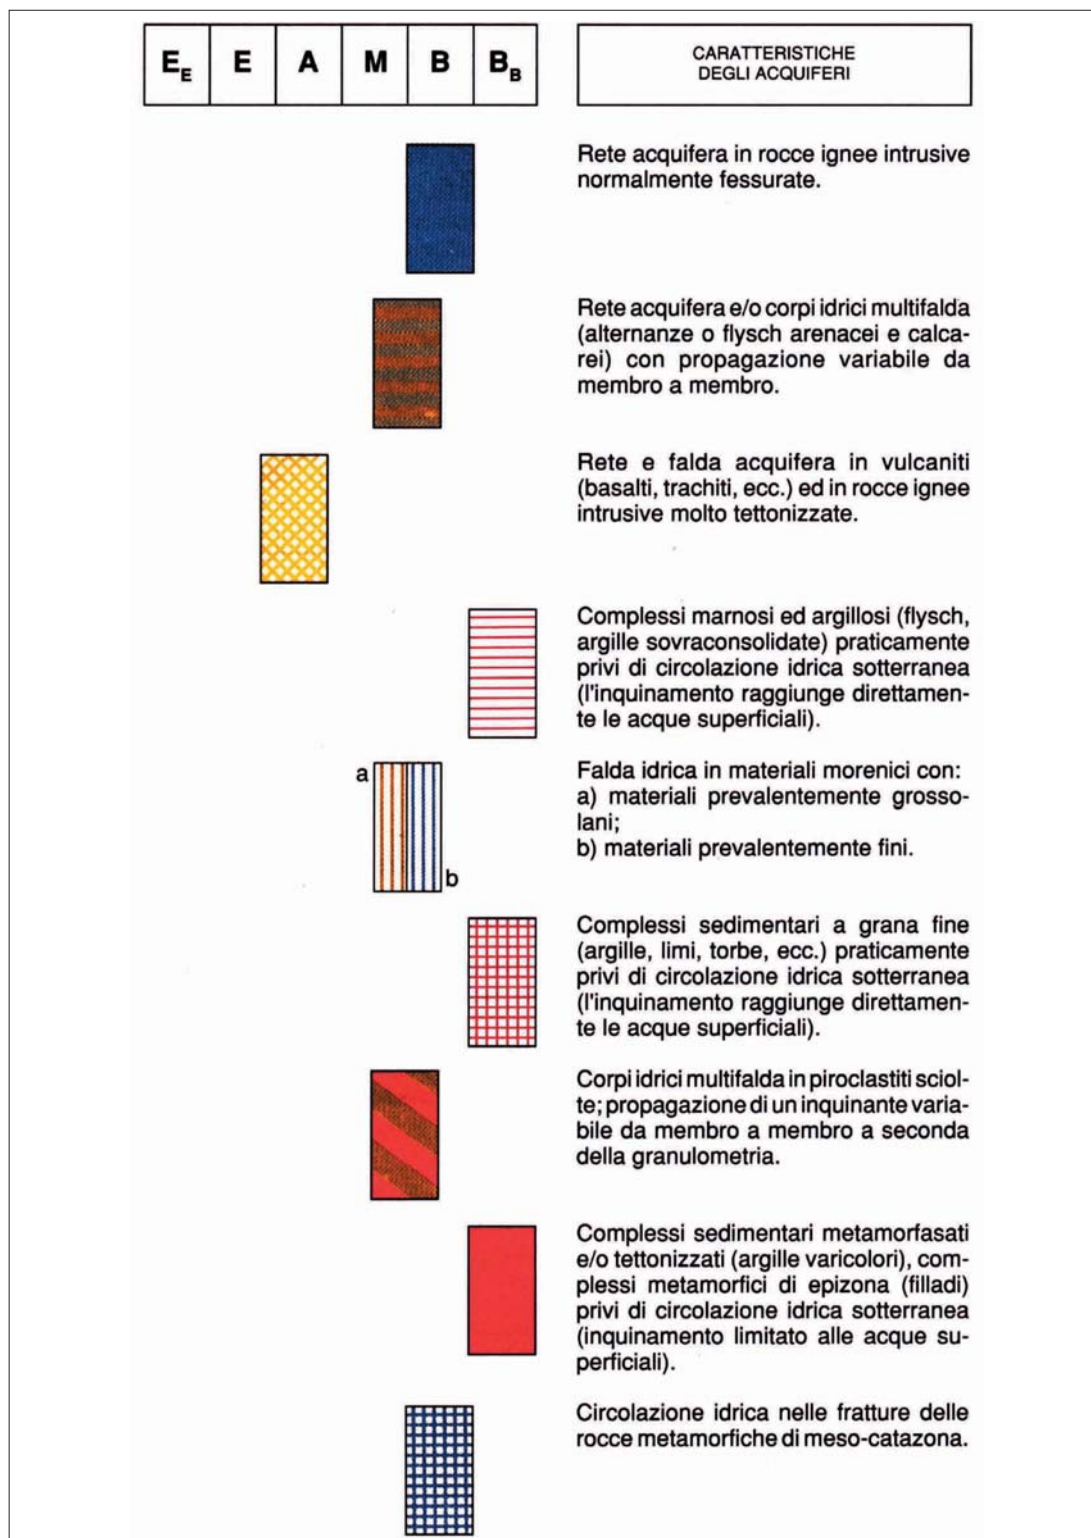 E_E E A M B B_B
CARATTERISTICHE
DEGLI ACQUIFERI
Rete acquifera in rocce ignee intrusive
normalmente fessurate.
Rete acquifera e/o corpi idrici multifalda
(alternanze o flysch arenacei e calca-
rei) con propagazione variabile da
membro a membro.
Rete e falda acquifera in vulcaniti
(basalti, trachiti, ecc.) ed in rocce ignee
intrusive molto tettonizzate.
Complessi marnosi ed argillosi (flysch,
argille sovraconsolidate) praticamente
privi di circolazione idrica sotterranea
(l'inquinamento raggiunge direttamen-
te le acque superficiali).
a
b
Falda idrica in materiali morenici con:
a) materiali prevalentemente grosso-
lani;
b) materiali prevalentemente fini.
Complessi sedimentari a grana fine
(argille, limi, torbe, ecc.) praticamente
privi di circolazione idrica sotterranea
(l'inquinamento raggiunge direttamen-
te le acque superficiali).
Corpi idrici multifalda in piroclastiti sciol-
te; propagazione di un inquinante varia-
bile da membro a membro a seconda
della granulometria.
Complessi sedimentari metamorfasati
e/o tettonizzati (argille varicolori), com-
plessi metamorfici di epizona (filladi)
privi di circolazione idrica sotterranea
(inquinamento limitato alle acque su-
perficiali).
Circolazione idrica nelle fratture delle
rocce metamorfiche di meso-catazona.